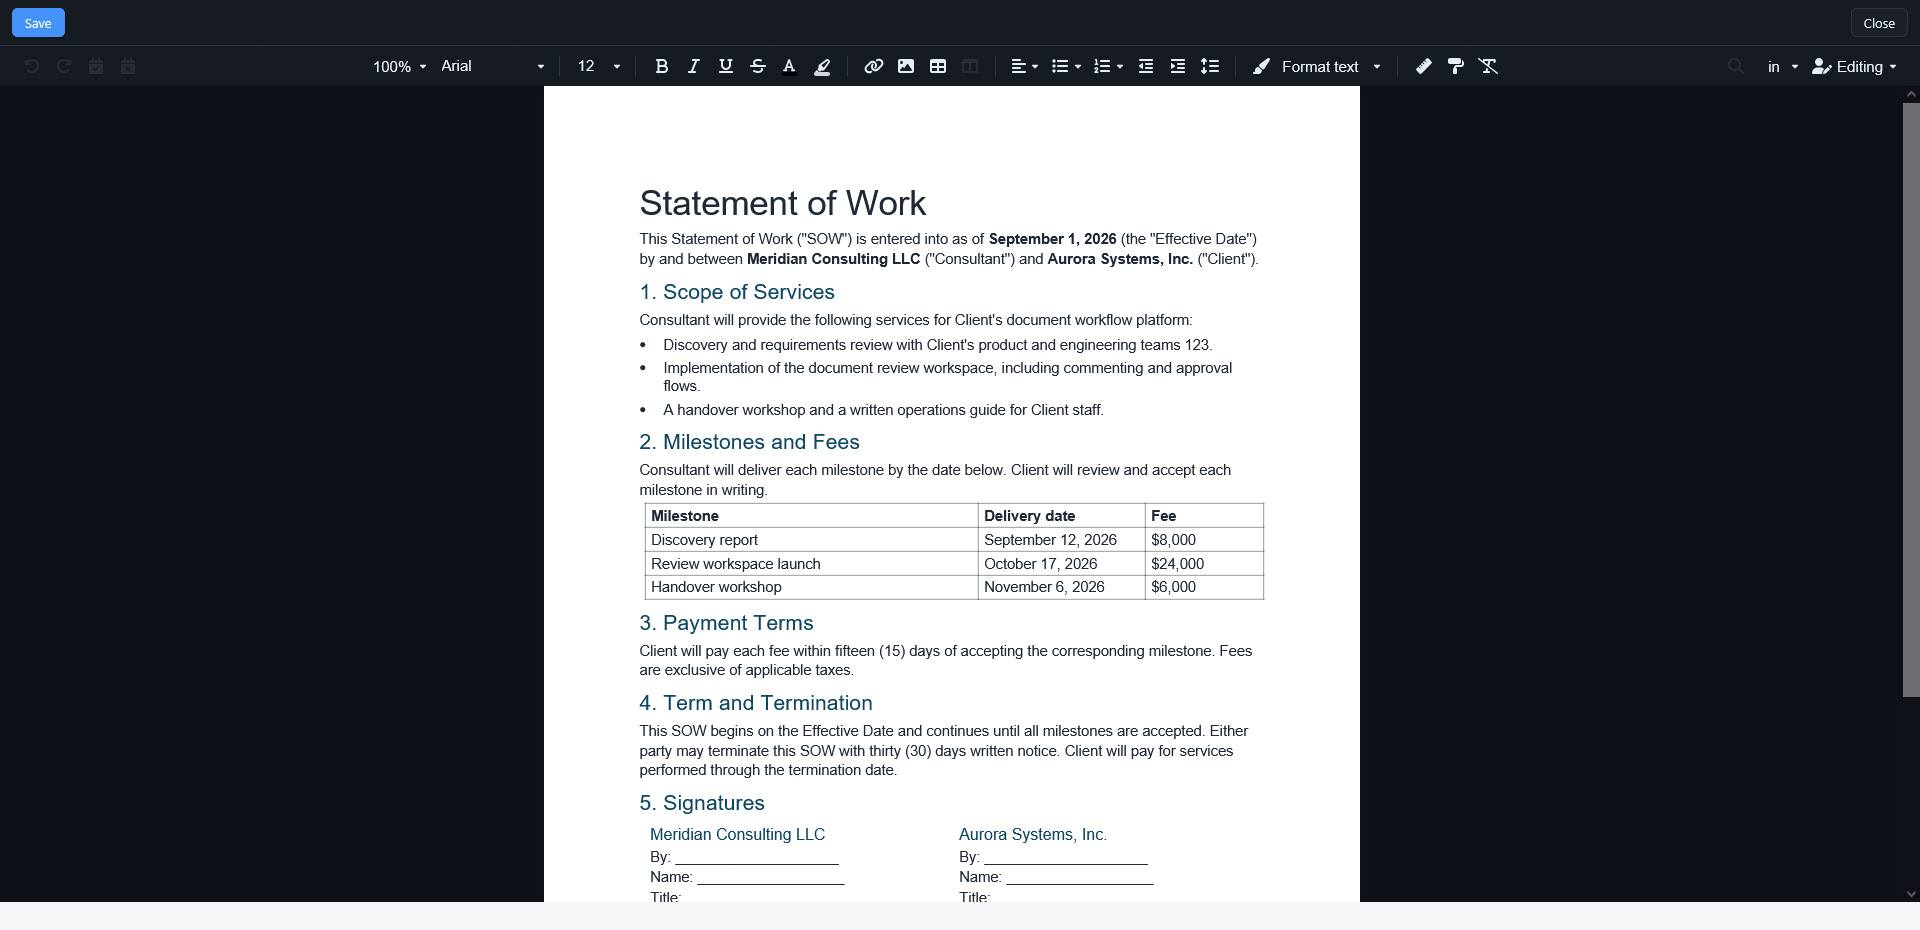 Save
Close
100%
Arial
12
Format text
in
Editing
Statement of Work
This Statement of Work ("SOW") is entered into as of September 1, 2026 (the "Effective Date")
by and between Meridian Consulting LLC ("Consultant") and Aurora Systems, Inc. ("Client").
1. Scope of Services
Consultant will provide the following services for Client's document workflow platform:
• Discovery and requirements review with Client's product and engineering teams 123.
• Implementation of the document review workspace, including commenting and approval
flows.
• A handover workshop and a written operations guide for Client staff.
2. Milestones and Fees
Consultant will deliver each milestone by the date below. Client will review and accept each
milestone in writing.
Milestone Delivery date Fee
Discovery report September 12, 2026 $8,000
Review workspace launch October 17, 2026 $24,000
Handover workshop November 6, 2026 $6,000
3. Payment Terms
Client will pay each fee within fifteen (15) days of accepting the corresponding milestone. Fees
are exclusive of applicable taxes.
4. Term and Termination
This SOW begins on the Effective Date and continues until all milestones are accepted. Either
party may terminate this SOW with thirty (30) days written notice. Client will pay for services
performed through the termination date.
5. Signatures
Meridian Consulting LLC Aurora Systems, Inc.
By: ____________________ By: ____________________
Name: __________________ Name: __________________
Title: Title: